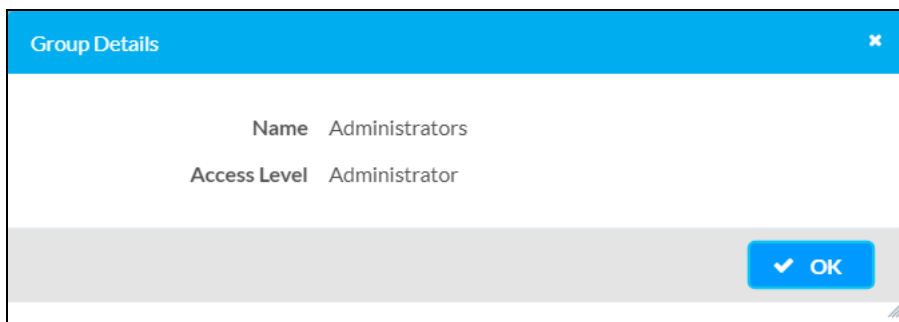 Group Details
Name Administrators
Access Level Administrator
OK